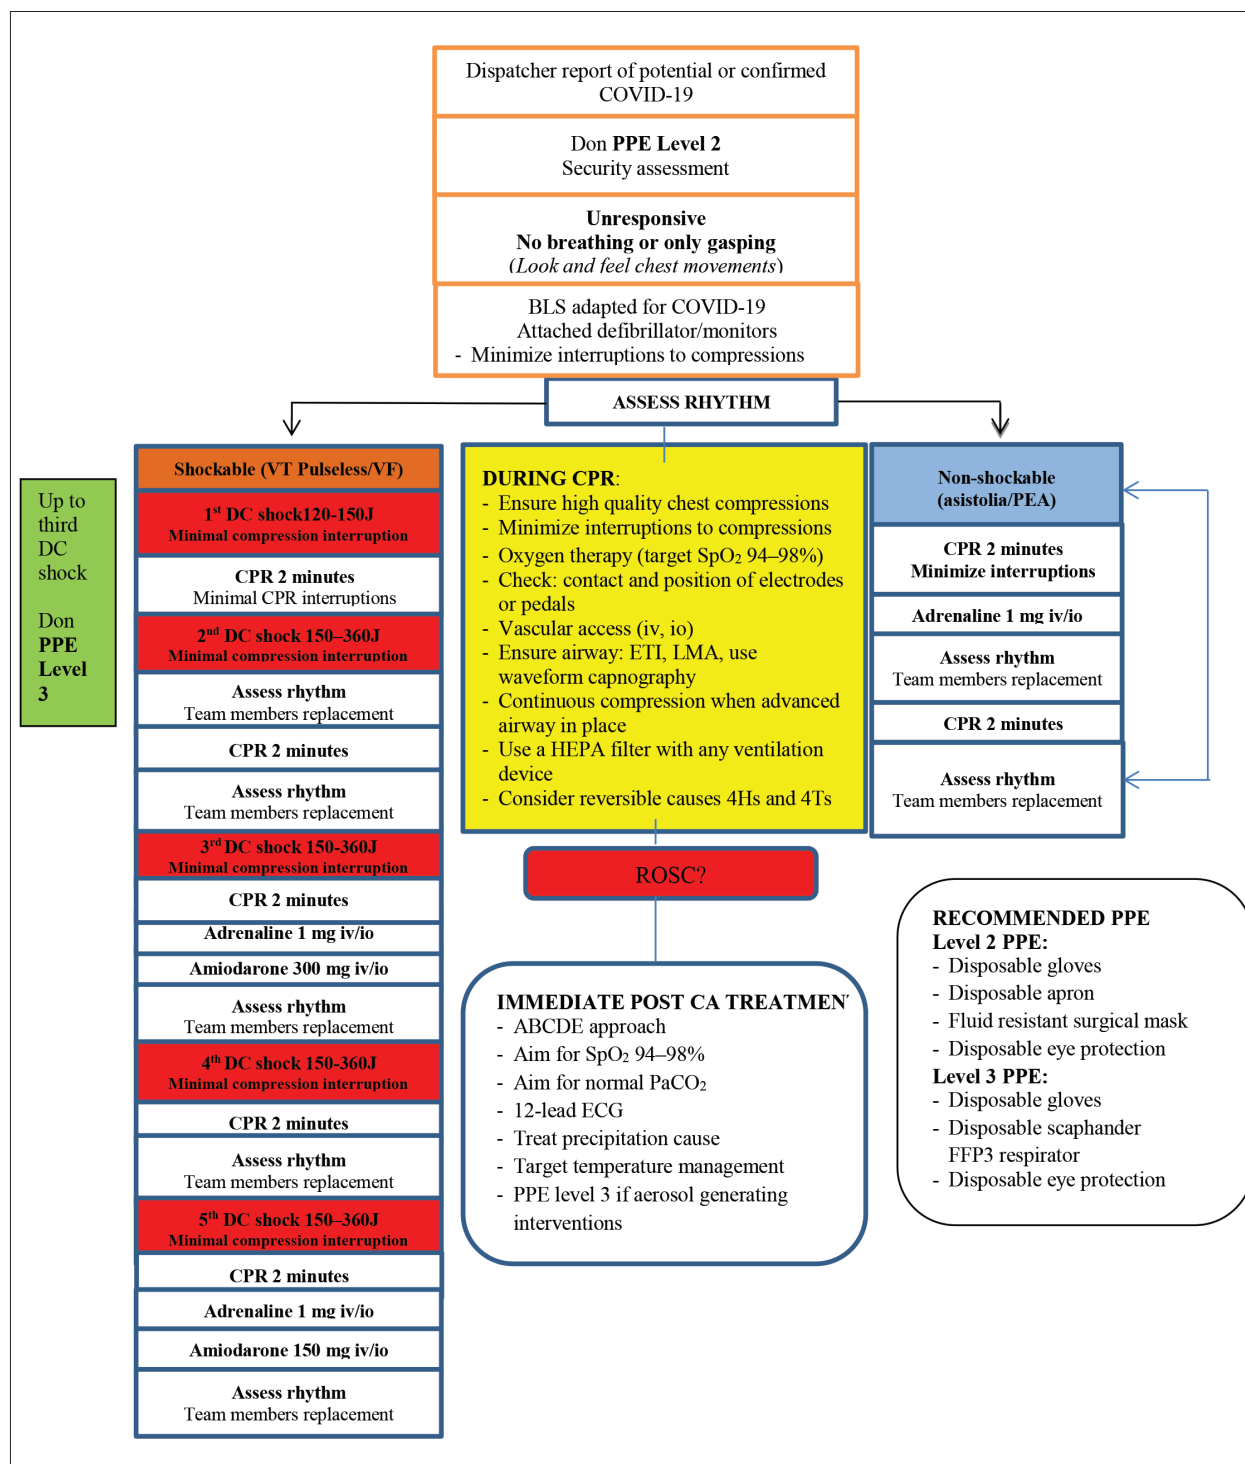 Dispatcher report of potential or confirmed
COVID-19
Don PPE Level 2
Security assessment
Unresponsive
No breathing or only gasping
(Look and feel chest movements)
BLS adapted for COVID-19
Attached defibrillator/monitors
- Minimize interruptions to compressions
ASSESS RHYTHM
Up to
third
DC
shock
Don
PPE
Level
3
Shockable (VT Pulseless/VF)
1st DC shock120-150J
Minimal compression interruption
CPR 2 minutes
Minimal CPR interruptions
2nd DC shock 150–360J
Minimal compression interruption
Assess rhythm
Team members replacement
CPR 2 minutes
Assess rhythm
Team members replacement
3rd DC shock 150-360J
Minimal compression interruption
CPR 2 minutes
Adrenaline 1 mg iv/io
Amiodarone 300 mg iv/io
Assess rhythm
Team members replacement
4th DC shock 150-360J
Minimal compression interruption
CPR 2 minutes
Assess rhythm
Team members replacement
5th DC shock 150–360J
Minimal compression interruption
CPR 2 minutes
Adrenaline 1 mg iv/io
Amiodarone 150 mg iv/io
Assess rhythm
Team members replacement
DURING CPR:
- Ensure high quality chest compressions
- Minimize interruptions to compressions
- Oxygen therapy (target SpO₂ 94–98%)
- Check: contact and position of electrodes
or pedals
- Vascular access (iv, io)
- Ensure airway: ETI, LMA, use
waveform capnography
- Continuous compression when advanced
airway in place
- Use a HEPA filter with any ventilation
device
- Consider reversible causes 4Hs and 4Ts
ROSC?
IMMEDIATE POST CA TREATMENT
- ABCDE approach
- Aim for SpO₂ 94–98%
- Aim for normal PaCO₂
- 12-lead ECG
- Treat precipitation cause
- Target temperature management
- PPE level 3 if aerosol generating
interventions
Non-shockable
(asistolia/PEA)
CPR 2 minutes
Minimize interruptions
Adrenaline 1 mg iv/io
Assess rhythm
Team members replacement
CPR 2 minutes
Assess rhythm
Team members replacement
RECOMMENDED PPE
Level 2 PPE:
- Disposable gloves
- Disposable apron
- Fluid resistant surgical mask
- Disposable eye protection
Level 3 PPE:
- Disposable gloves
- Disposable scaphander
FFP3 respirator
- Disposable eye protection